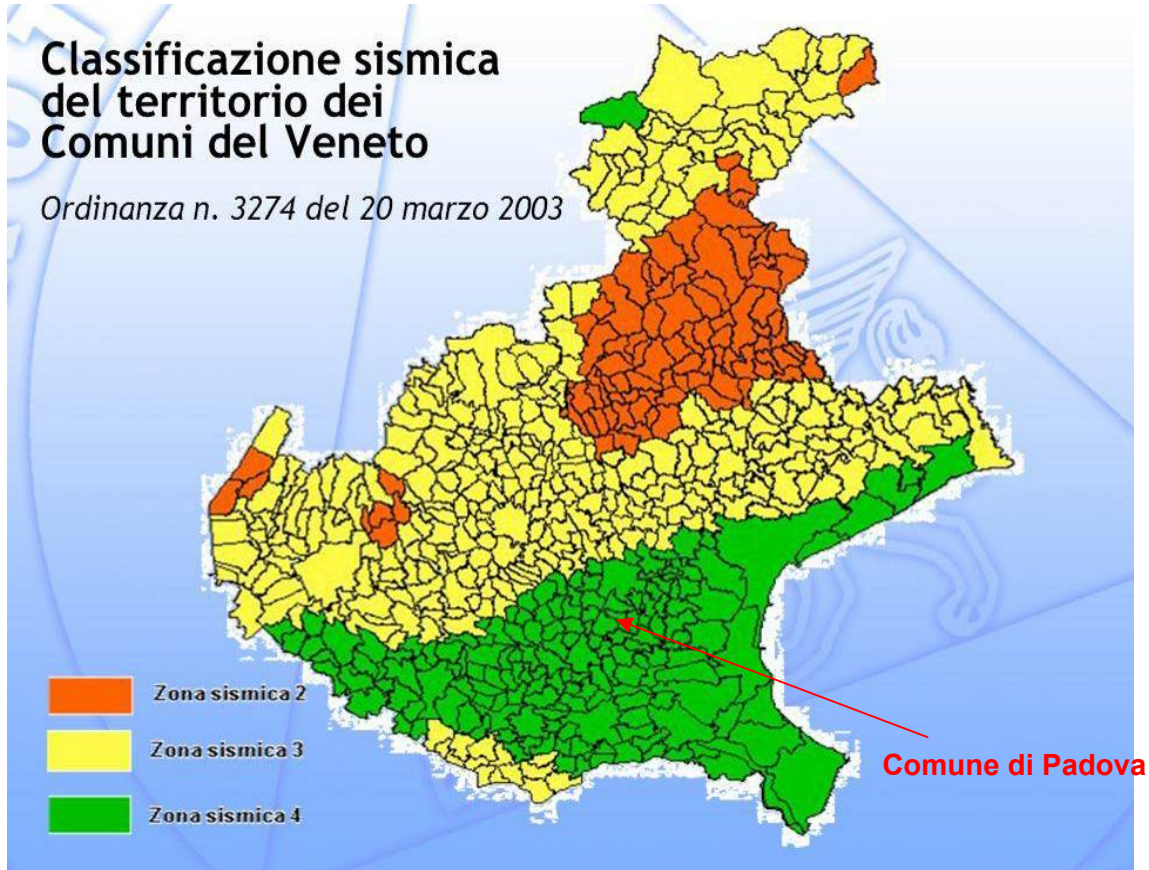 Classificazione sismica
del territorio dei
Comuni del Veneto
Ordinanza n. 3274 del 20 marzo 2003
Zona sismica 2
Zona sismica 3
Zona sismica 4
Comune di Padova